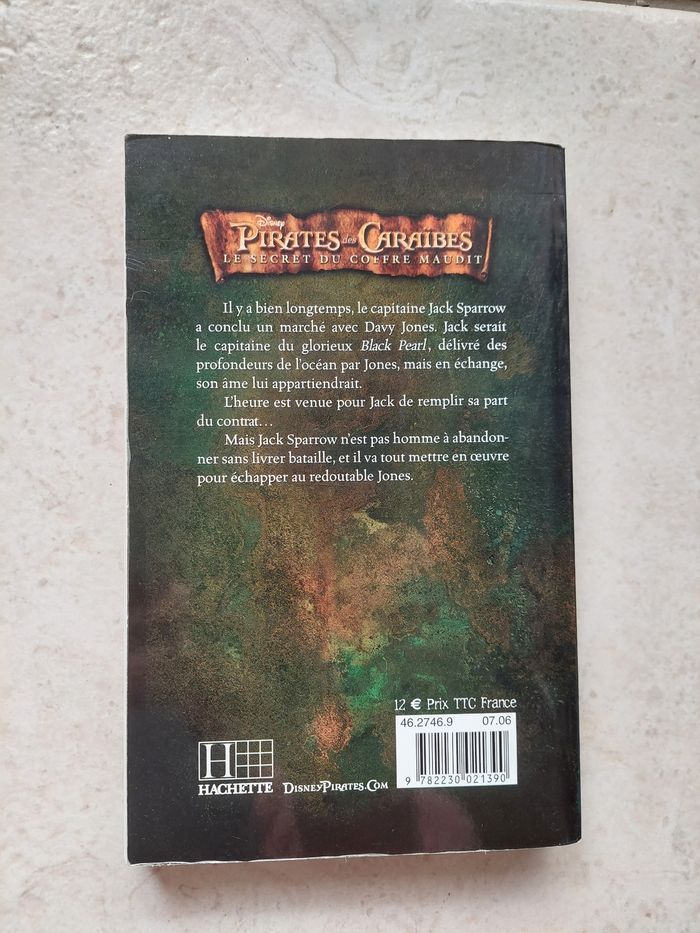 Disney
PIRATES des CARAÏBES
LE SECRET DU COFFRE MAUDIT
Il y a bien longtemps, le capitaine Jack Sparrow
a conclu un marché avec Davy Jones. Jack serait
le capitaine du glorieux Black Pearl, délivré des
profondeurs de l'océan par Jones, mais en échange,
son âme lui appartiendrait.
L'heure est venue pour Jack de remplir sa part
du contrat...
Mais Jack Sparrow n'est pas homme à abandon-
ner sans livrer bataille, et il va tout mettre en œuvre
pour échapper au redoutable Jones.
12 € Prix TTC France
46.2746.9 07.06
9 782230 021390
H
HACHETTE
DISNEYPIRATES.COM